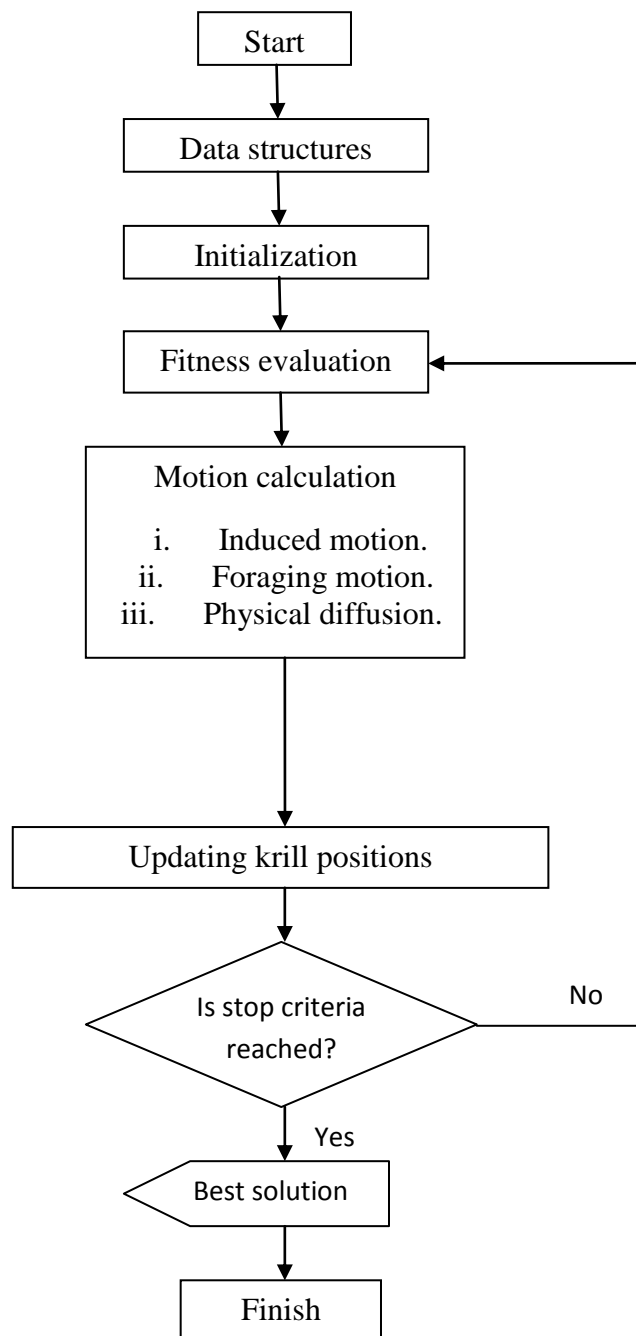 Start
Data structures
Initialization
Fitness evaluation
Motion calculation
i. Induced motion.
ii. Foraging motion.
iii. Physical diffusion.
Updating krill positions
Is stop criteria
reached?
No
Yes
Best solution
Finish